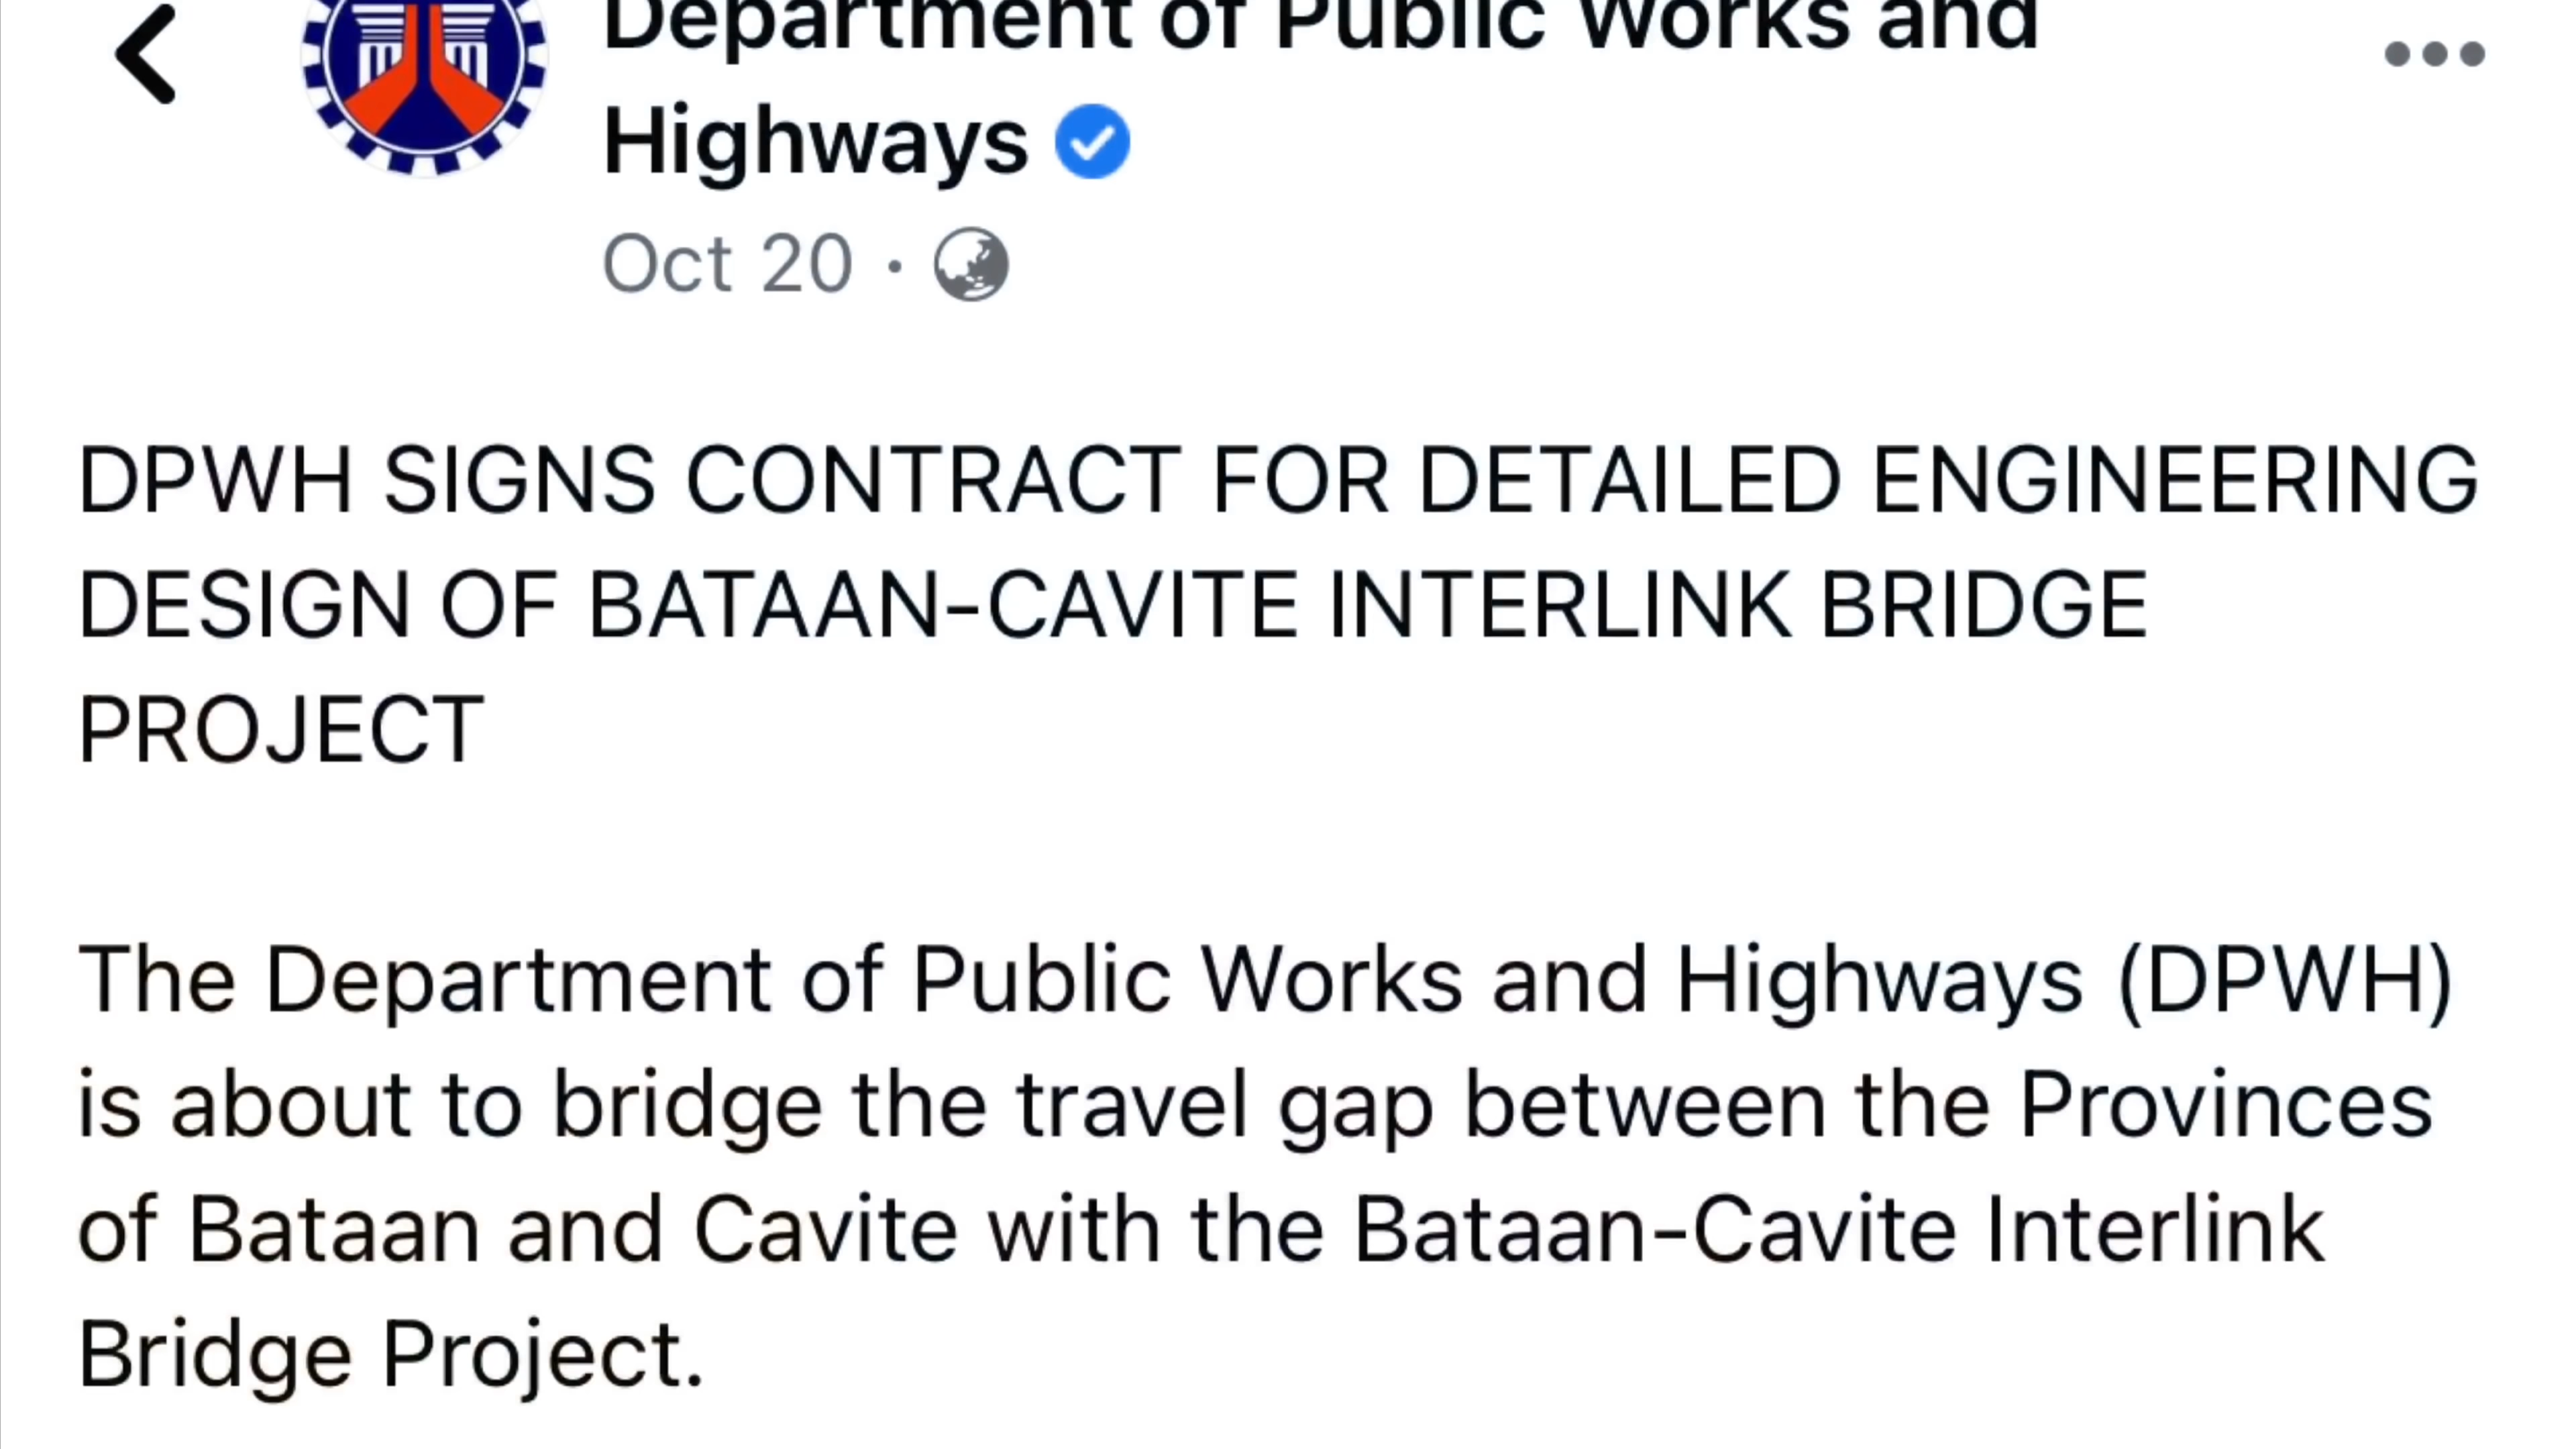 Department of Public Works and
Highways
Oct 20 ·
DPWH SIGNS CONTRACT FOR DETAILED ENGINEERING
DESIGN OF BATAAN-CAVITE INTERLINK BRIDGE
PROJECT
The Department of Public Works and Highways (DPWH)
is about to bridge the travel gap between the Provinces
of Bataan and Cavite with the Bataan-Cavite Interlink
Bridge Project.